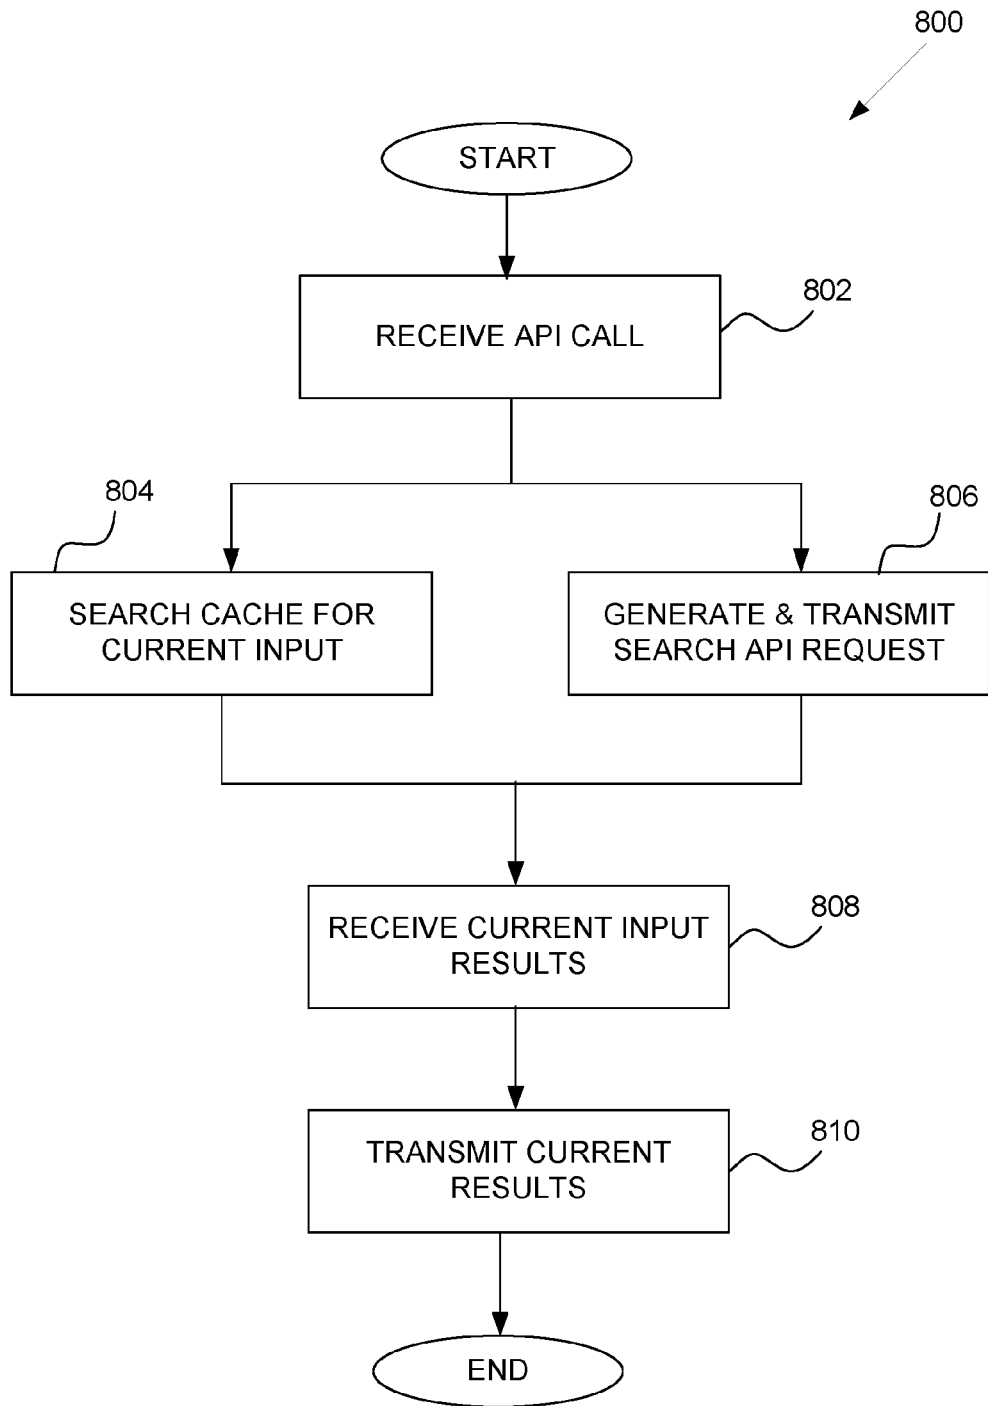 800
START
802
RECEIVE API CALL
804
806
SEARCH CACHE FOR
CURRENT INPUT
GENERATE & TRANSMIT
SEARCH API REQUEST
RECEIVE CURRENT INPUT
RESULTS
808
TRANSMIT CURRENT
RESULTS
810
END